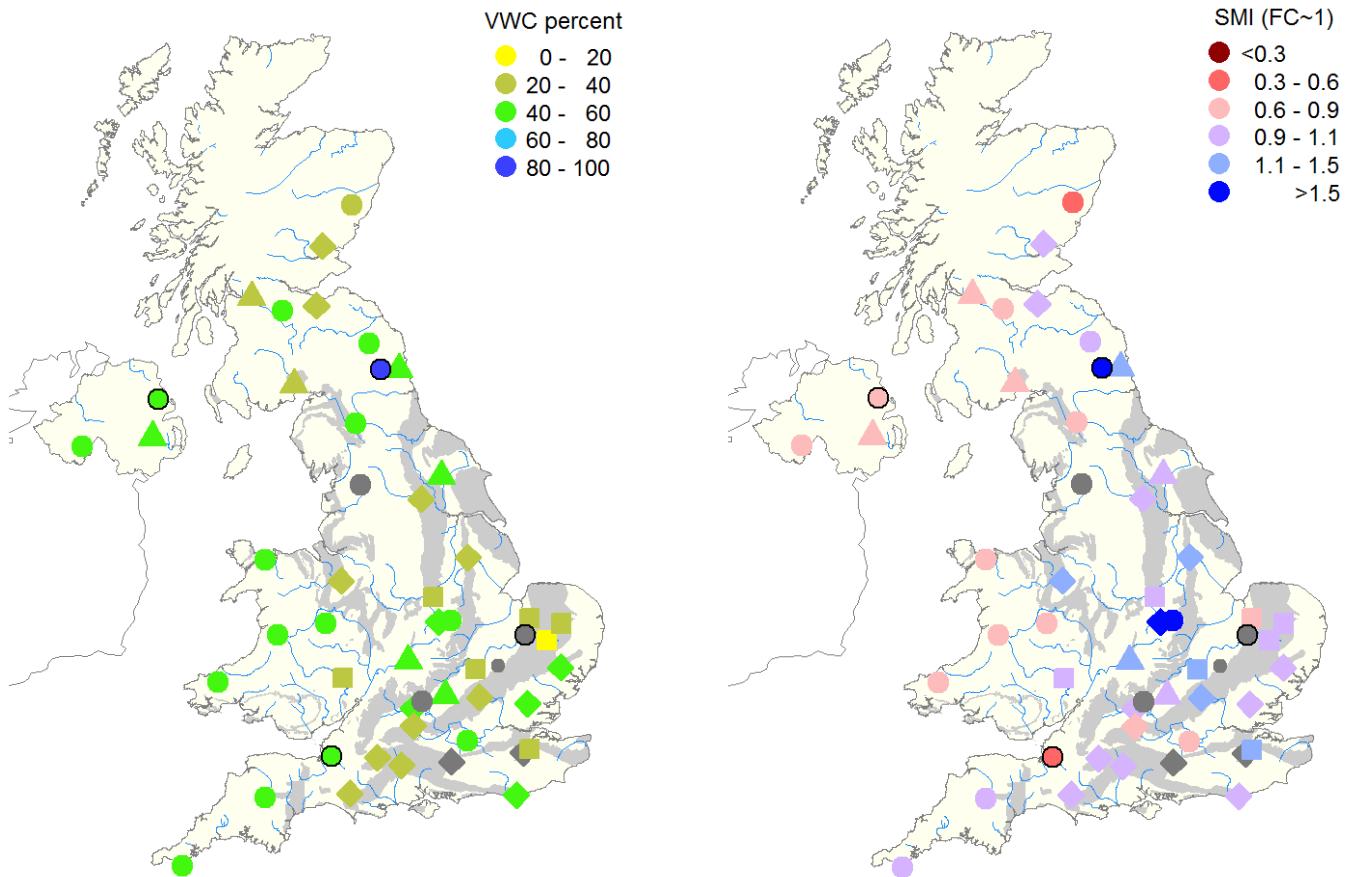 VWC percent
0 - 20
20 - 40
40 - 60
60 - 80
80 - 100
SMI (FC~1)
<0.3
0.3 - 0.6
0.6 - 0.9
0.9 - 1.1
1.1 - 1.5
>1.5